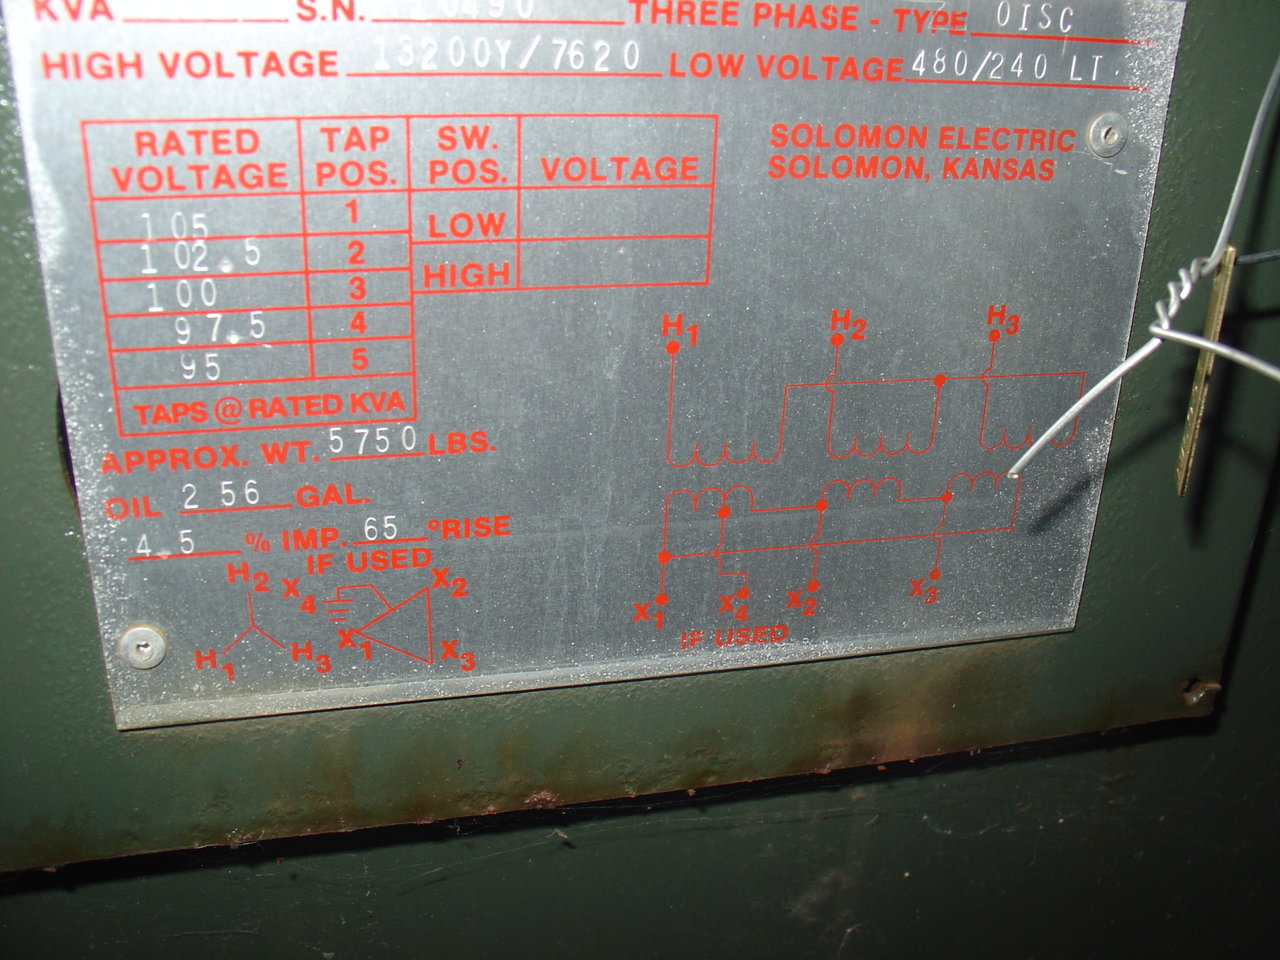 KVA S.N. THREE PHASE - TYPE OISC
HIGH VOLTAGE 13200Y/7620 LOW VOLTAGE 480/240 LT.
RATED VOLTAGE TAP POS. SW. POS. VOLTAGE
105 1 LOW
102.5 2
100 3 HIGH
97.5 4
95 5
TAPS @ RATED KVA
SOLOMON ELECTRIC
SOLOMON, KANSAS
APPROX. WT. 5750 LBS.
OIL 256 GAL.
4.5 % IMP. 65 °RISE
IF USED
H2 X4 X2
H1 H3 X1 X3
H1 H2 H3
X1 X4 X2 X3
IF USED